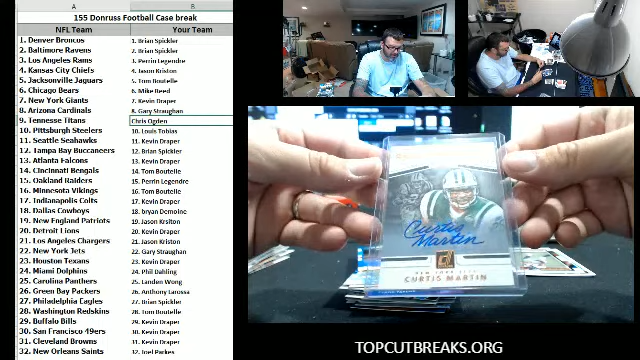 A B
155 Donruss Football Case break
NFL Team Your Team
1. Denver Broncos 1. Brian Spickler
2. Baltimore Ravens 2. Brian Spickler
3. Los Angeles Rams 3. Perrin Legendre
4. Kansas City Chiefs 4. Jason Kriston
5. Jacksonville Jaguars 5. Tom Boutelle
6. Chicago Bears 6. Mike Reed
7. New York Giants 7. Kevin Draper
8. Arizona Cardinals 8. Gary Straughan
9. Tennesse Titans Chris Ogden
10. Pittsburgh Steelers 10. Louis Tobias
11. Seattle Seahawks 11. Kevin Draper
12. Tampa Bay Buccaneers 12. Brian Spickler
13. Atlanta Falcons 13. Kevin Draper
14. Cincinnati Bengals 14. Tom Boutelle
15. Oakland Raiders 15. Perrin Legendre
16. Minnesota Vikings 16. Tom Boutelle
17. Indianapolis Colts 17. Kevin Draper
18. Dallas Cowboys 18. bryan Demoine
19. New England Patriots 19. Jason Krsiton
20. Detroit Lions 20. Kevin Draper
21. Los Angeles Chargers 21. Jason Kriston
22. New York Jets 22. Gary Straughan
23. Houston Texans 23. Kevin Draper
24. Miami Dolphins 24. Phil Dahling
25. Carolina Panthers 25. Landen Wong
26. Green Bay Packers 26. Anthony Larossa
27. Philadelphia Eagles 27. Brian Spickler
28. Washington Redskins 28. Tom Boutelle
29. Buffalo Bills 29. Kevin Draper
30. San Francisco 49ers 30. Kevin Draper
31. Cleveland Browns 31. Kevin Draper
32. New Orleans Saints 32. Joel Parkes
Curtis
Martin
NEW YORK JETS
CURTIS MARTIN
TOPCUTBREAKS.ORG